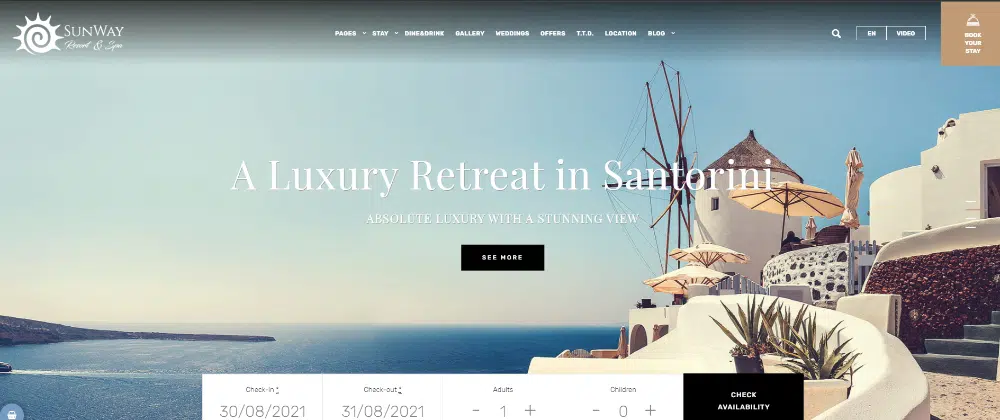 SUNWAY
Resort & Spa
PAGES STAY DINE&DRINK GALLERY WEDDINGS OFFERS T.T.D. LOCATION BLOG
EN VIDEO
BOOK
YOUR
STAY
A Luxury Retreat in Santorini
ABSOLUTE LUXURY WITH A STUNNING VIEW
SEE MORE
Check-in *
30/08/2021
Check-out *
31/08/2021
Adults
- 1 +
Children
- 0 +
CHECK
AVAILABILITY